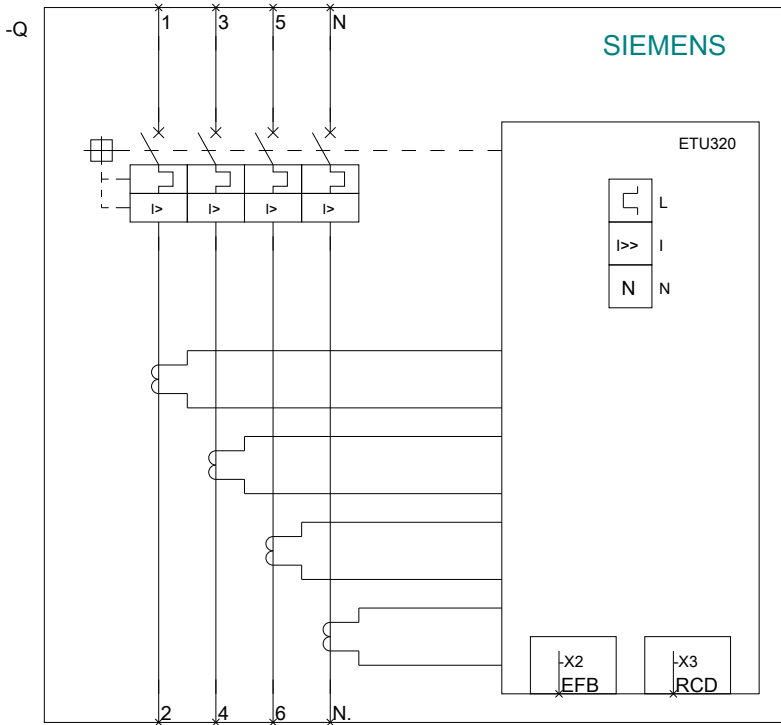 -Q
1 3 5 N
SIEMENS
ETU320
L
I> I> I> I>
I>> I
N N
-X2 -X3
EFB RCD
2 4 6 N.